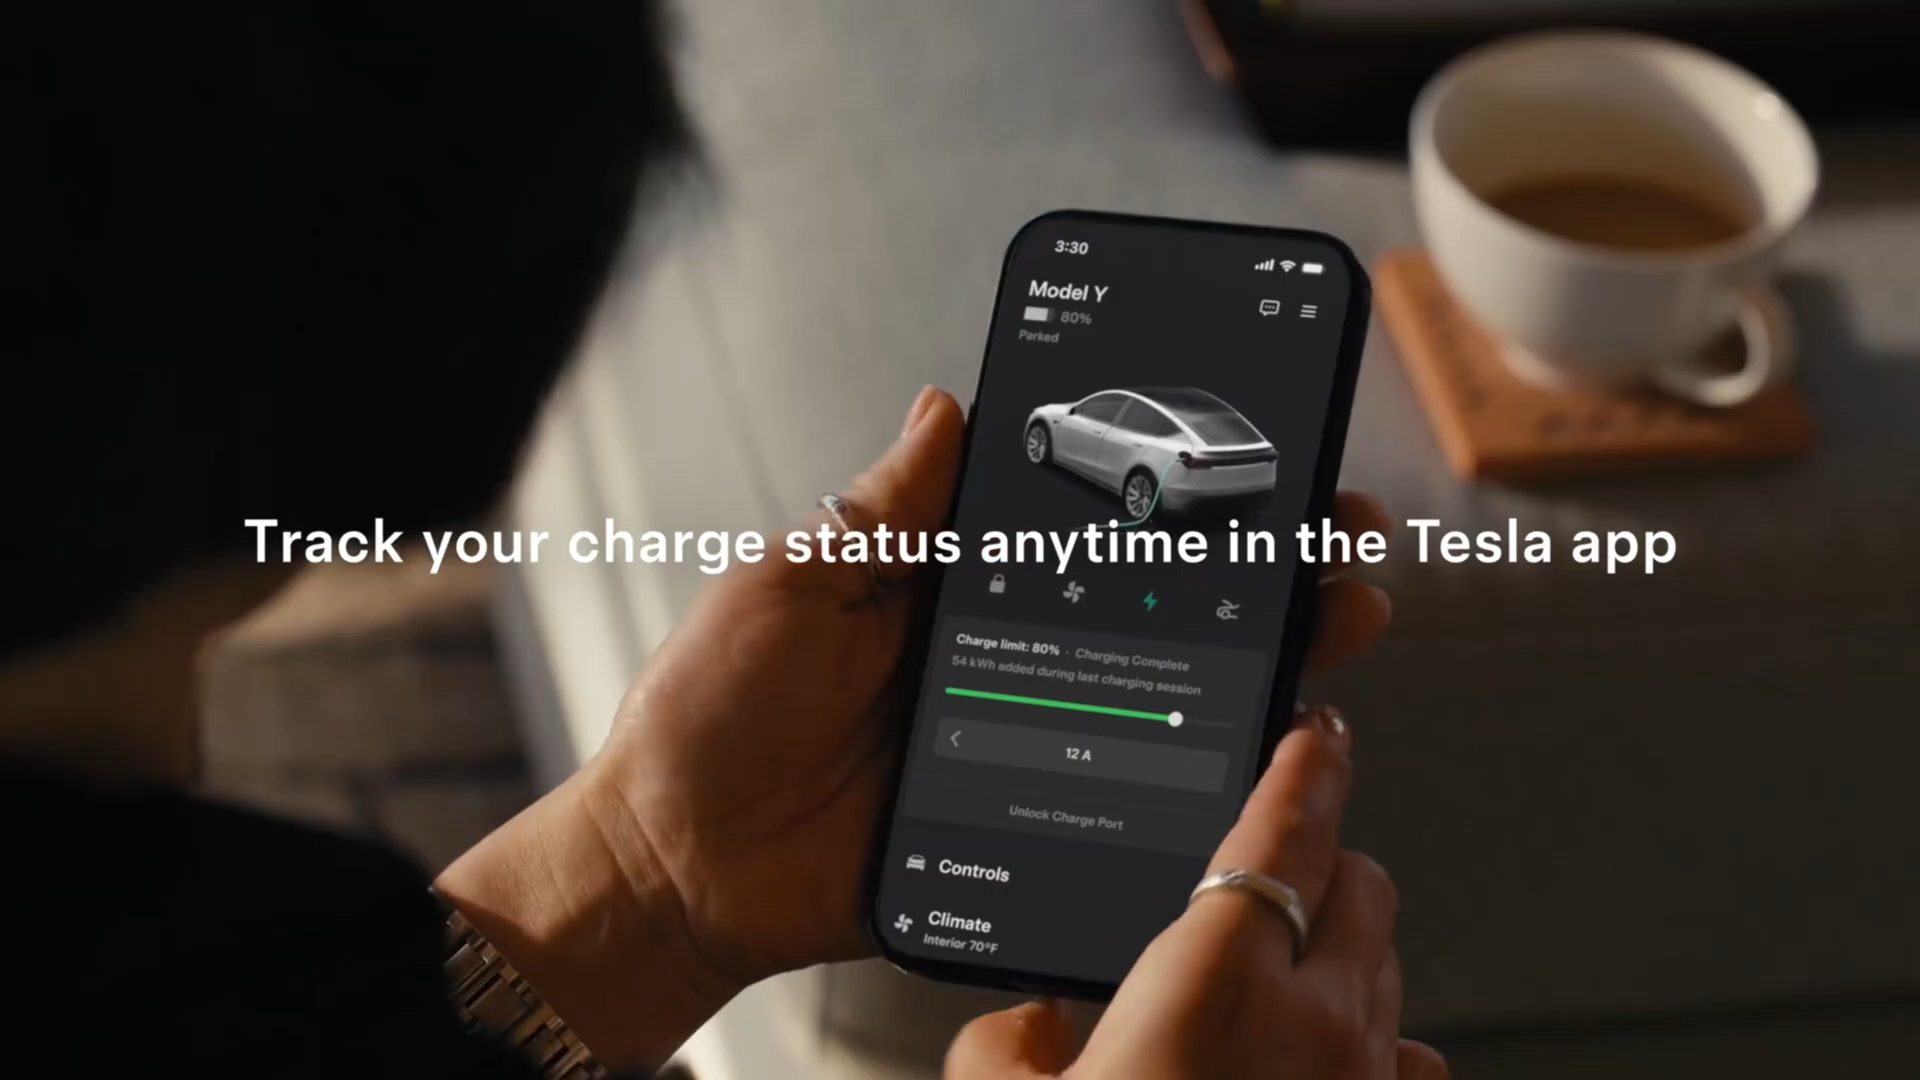 3:30
Model Y
80%
Parked
Track your charge status anytime in the Tesla app
Charge limit: 80% · Charging Complete
54 kWh added during last charging session
12 A
Unlock Charge Port
Controls
Climate
Interior 70°F